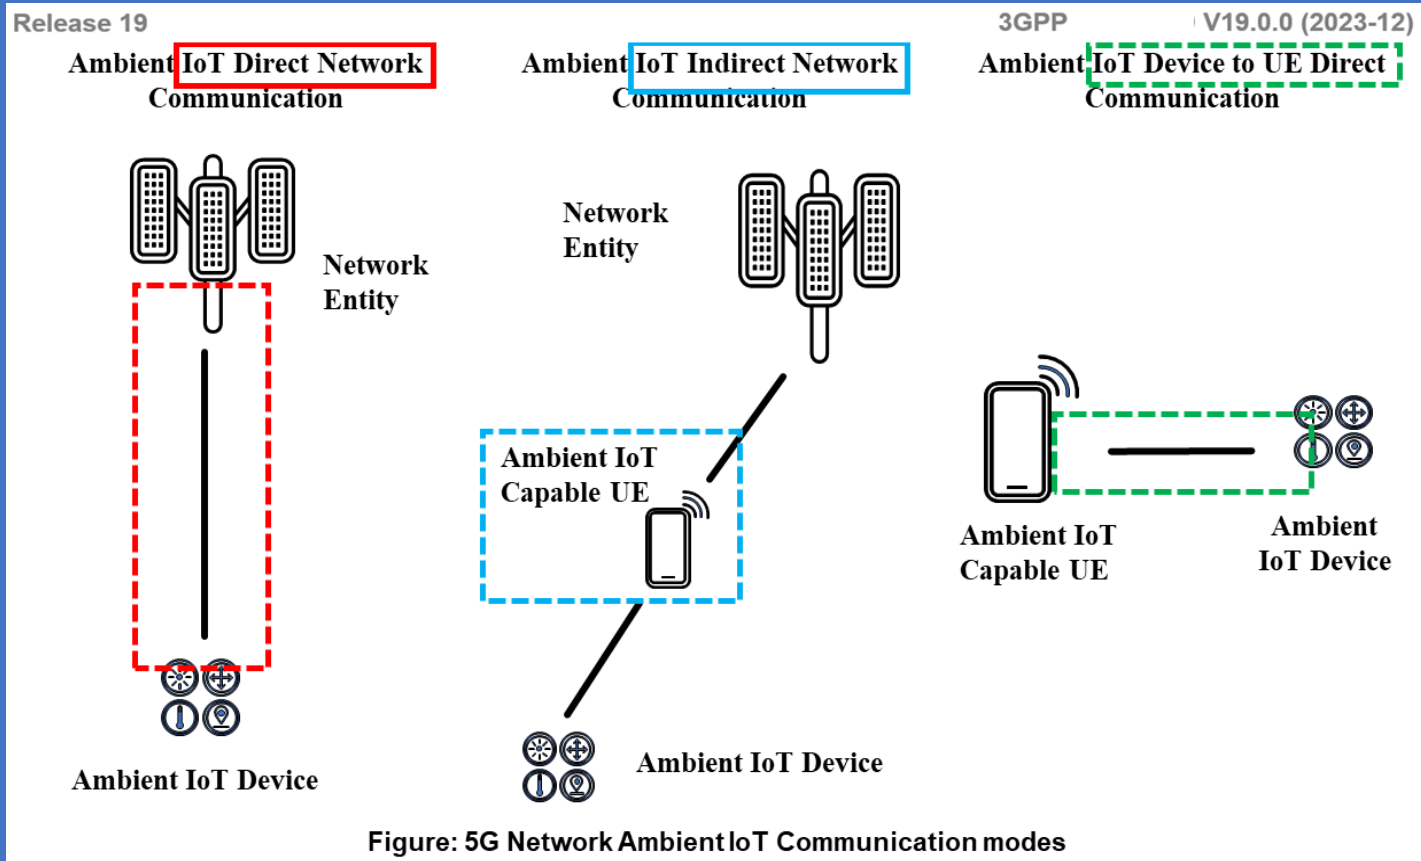 Release 19
3GPP
V19.0.0 (2023-12)
Ambient IoT Direct Network
Communication
Ambient IoT Indirect Network
Communication
Ambient IoT Device to UE Direct
Communication
Network
Entity
Ambient IoT Device
Network
Entity
Ambient IoT
Capable UE
Ambient IoT Device
Ambient IoT
Capable UE
Ambient
IoT Device
Figure: 5G Network Ambient IoT Communication modes